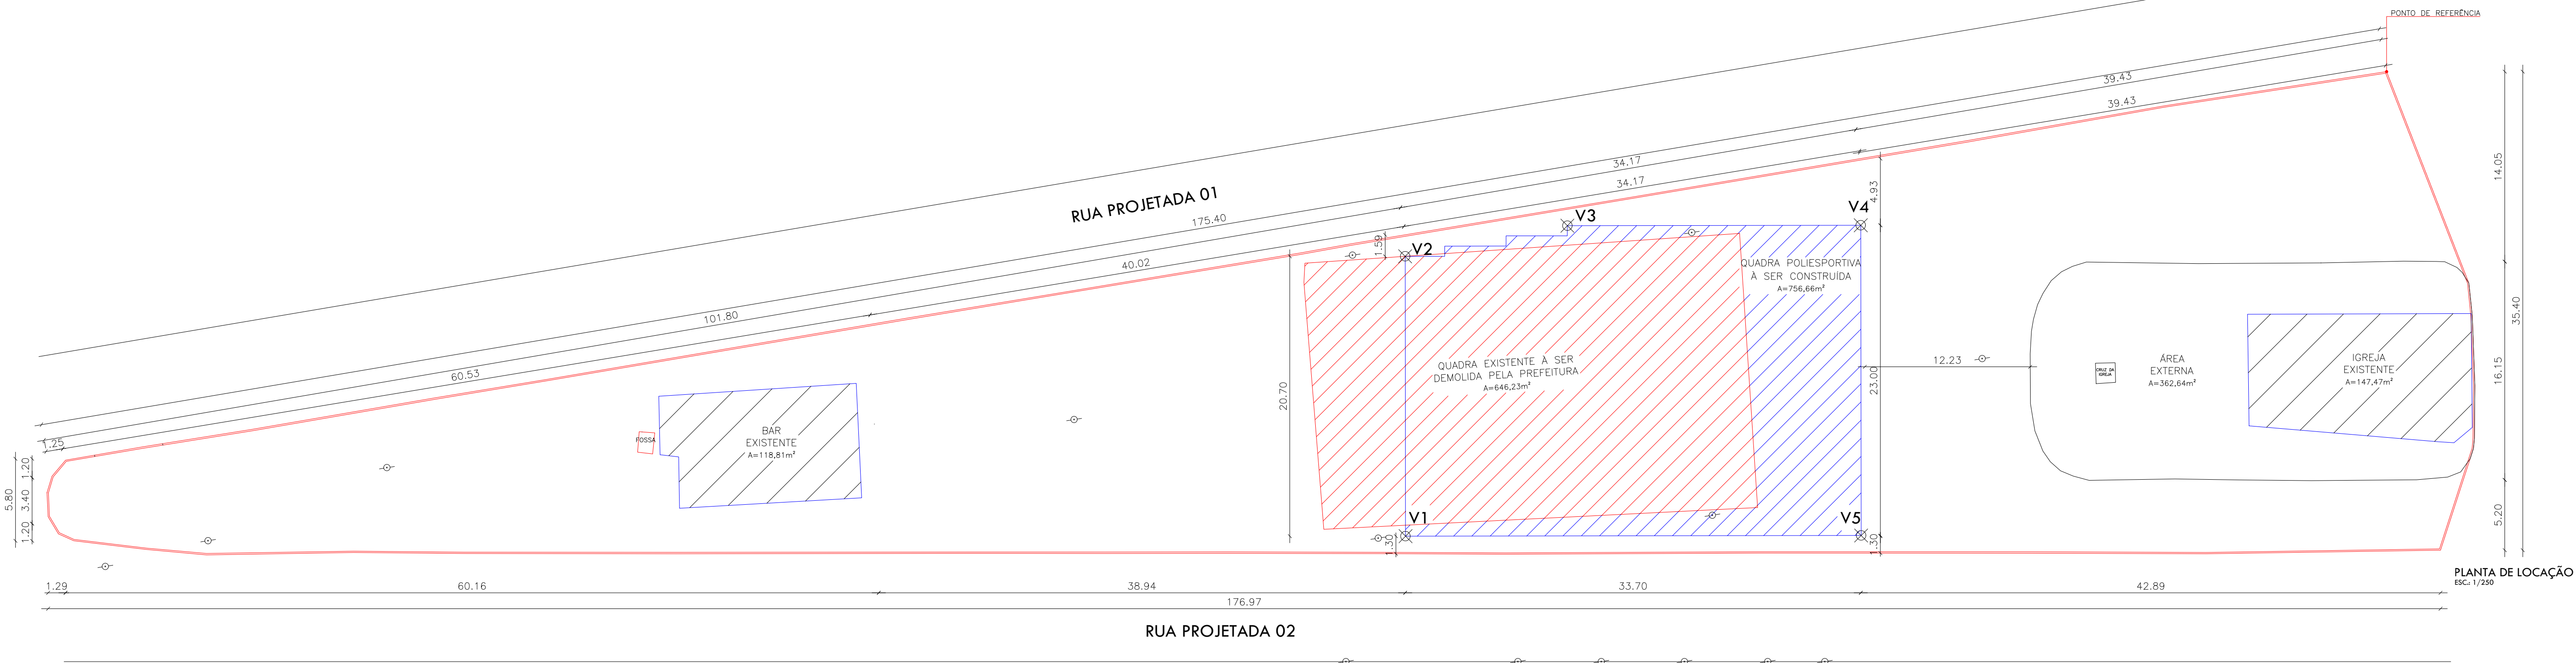 PONTO DE REFERÊNCIA
39.43
39.43
34.17
34.17
RUA PROJETADA 01
175.40
40.02
101.80
60.53
1.25
14.05
35.40
16.15
5.20
4.93
V3
V4
1.59
V2
QUADRA POLIESPORTIVA
À SER CONSTRUÍDA
A=756,66m²
QUADRA EXISTENTE À SER
DEMOLIDA PELA PREFEITURA
A=646,23m²
20.70
23.00
12.23
CRUZ DA
IGREJA
ÁREA
EXTERNA
A=362,64m²
IGREJA
EXISTENTE
A=147,47m²
FOSSA
BAR
EXISTENTE
A=118,81m²
5.80
1.20
3.40
1.20
V1
V5
1.30
1.30
PLANTA DE LOCAÇÃO
ESC.: 1/250
1.29
60.16
38.94
33.70
42.89
176.97
RUA PROJETADA 02